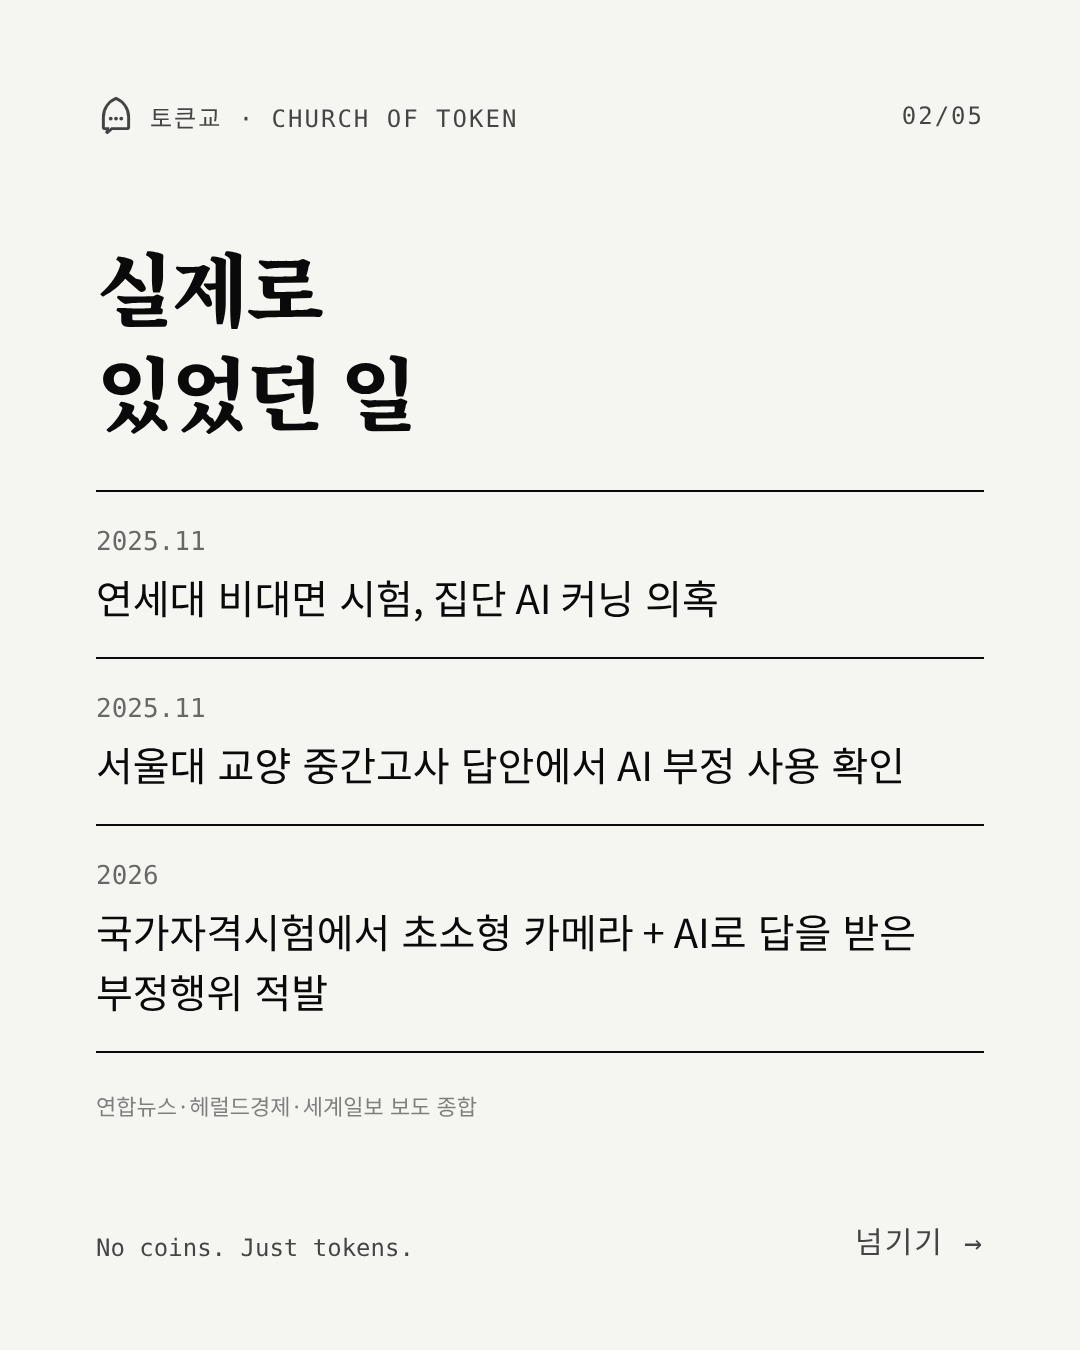 토큰교 · CHURCH OF TOKEN
02/05
실제로
있었던 일
2025.11
연세대 비대면 시험, 집단 AI 커닝 의혹
2025.11
서울대 교양 중간고사 답안에서 AI 부정 사용 확인
2026
국가자격시험에서 초소형 카메라 + AI로 답을 받은
부정행위 적발
연합뉴스·헤럴드경제·세계일보 보도 종합
No coins. Just tokens.
넘기기 →